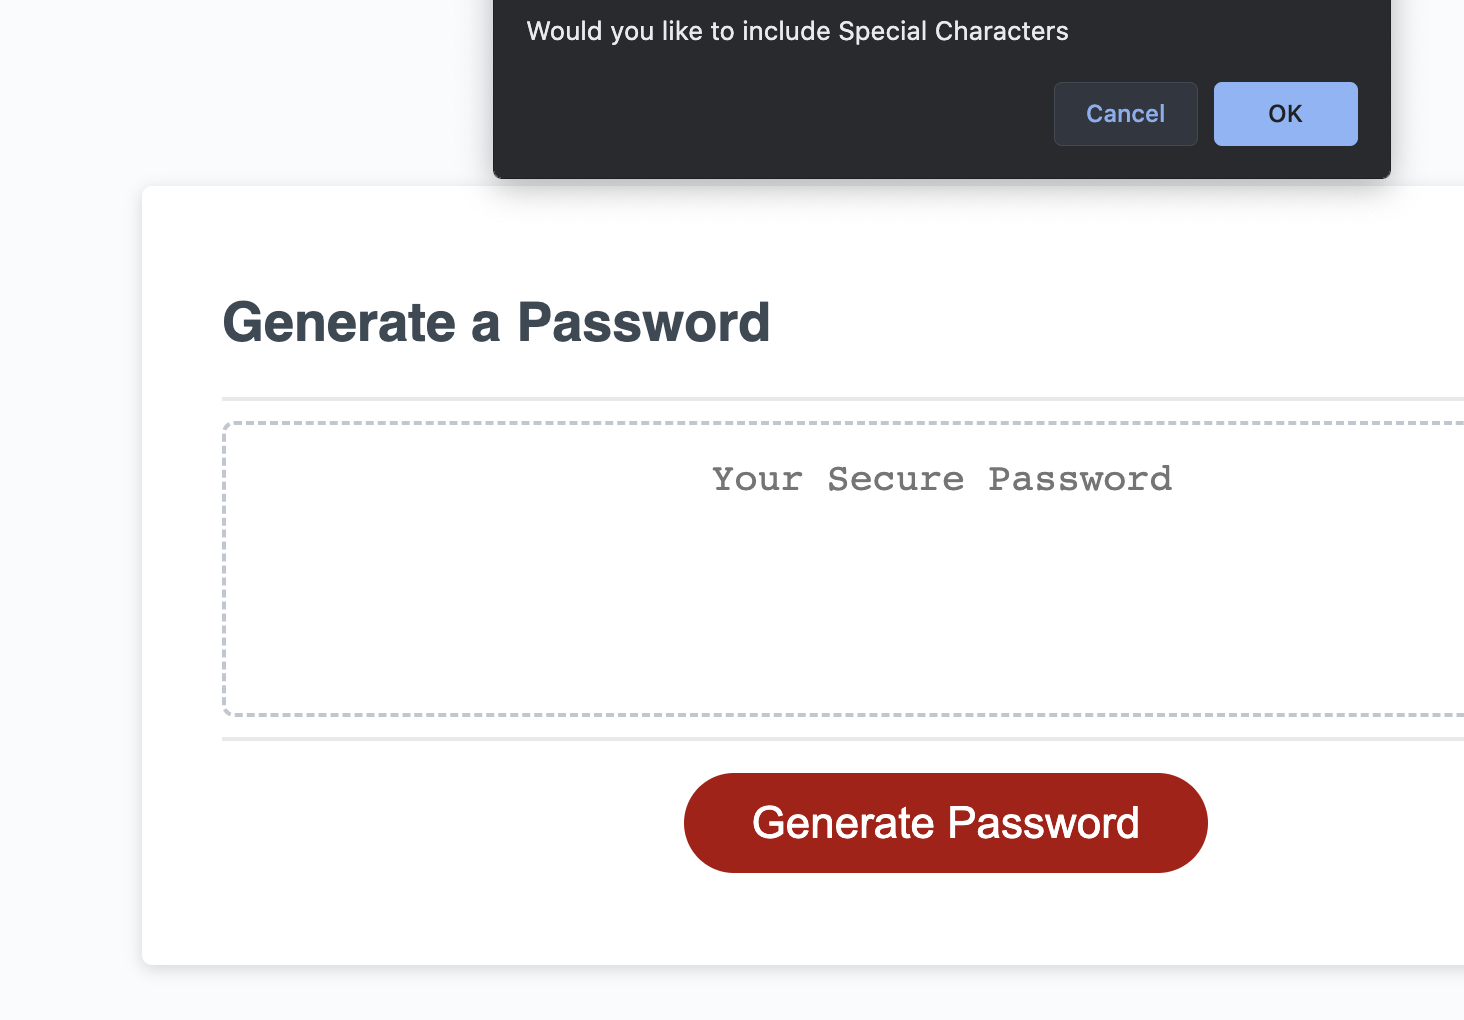 Would you like to include Special Characters
Cancel
OK
Generate a Password
Your Secure Password
Generate Password